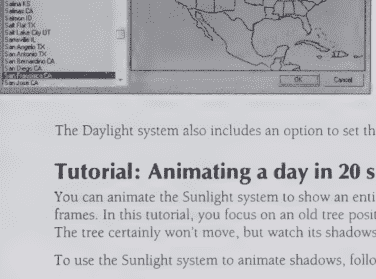 Salina KS
Salinas CA
Salmon ID
Salt Flat TX
Salt Lake City UT
San Angelo TX
San Antonio TX
San Bernardino CA
San Diego CA
San Francisco CA
San Jose CA
OK Cancel
The Daylight system also includes an option to set th
Tutorial: Animating a day in 20 s
You can animate the Sunlight system to show an enti
frames. In this tutorial, you focus on an old tree posit
The tree certainly won't move, but watch its shadows
To use the Sunlight system to animate shadows, follo